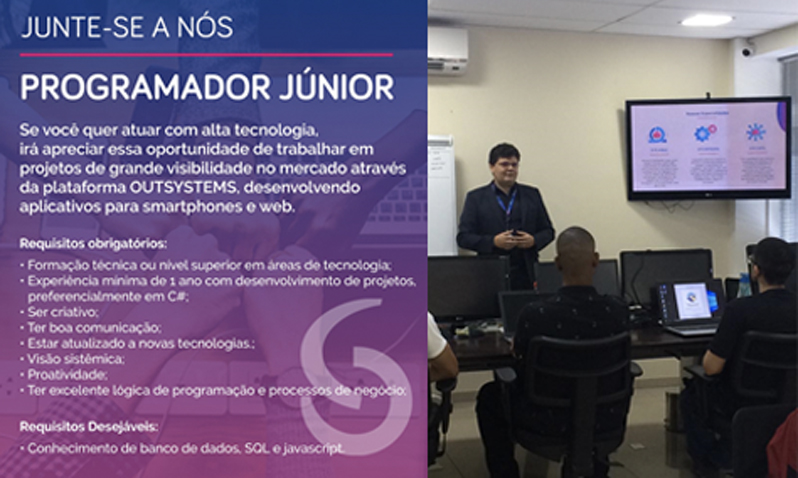 JUNTE-SE A NÓS
PROGRAMADOR JÚNIOR
Se você quer atuar com alta tecnologia,
irá apreciar essa oportunidade de trabalhar em
projetos de grande visibilidade no mercado através
da plataforma OUTSYSTEMS, desenvolvendo
aplicativos para smartphones e web.
Requisitos obrigatórios:
• Formação técnica ou nível superior em áreas de tecnologia;
• Experiência mínima de 1 ano com desenvolvimento de projetos,
preferencialmente em C#;
• Ser criativo;
• Ter boa comunicação;
• Estar atualizado a novas tecnologias.;
• Visão sistêmica;
• Proatividade;
• Ter excelente lógica de programação e processos de negócio;
Requisitos Desejáveis:
• Conhecimento de banco de dados, SQL e javascript.